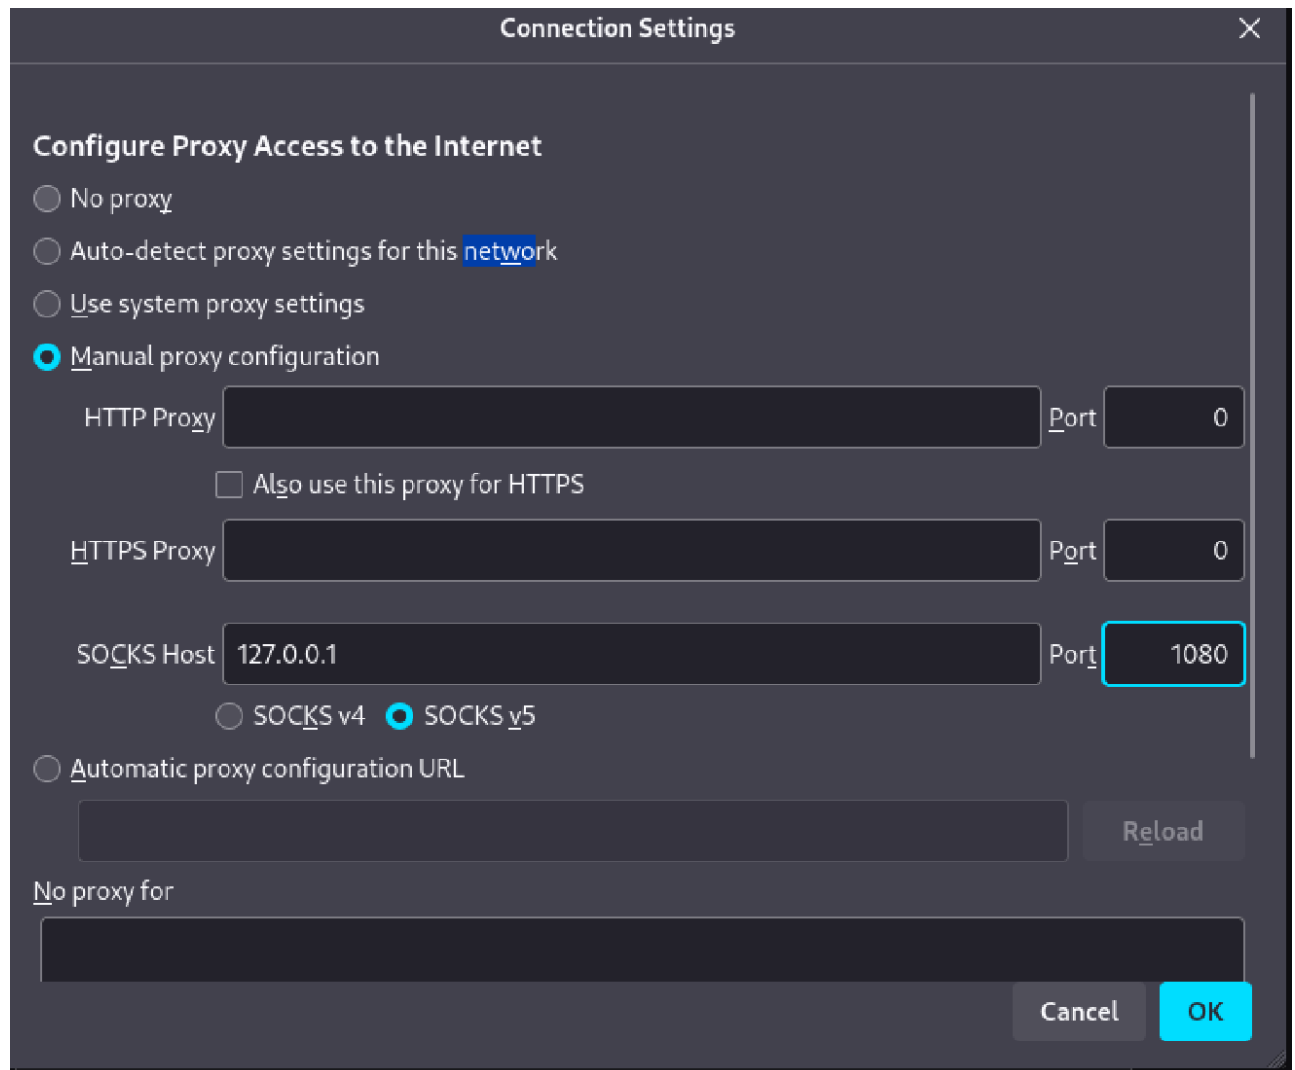 Connection Settings
Configure Proxy Access to the Internet
No proxy
Auto-detect proxy settings for this network
Use system proxy settings
Manual proxy configuration
HTTP Proxy Port 0
Also use this proxy for HTTPS
HTTPS Proxy Port 0
SOCKS Host 127.0.0.1 Port 1080
SOCKS v4 SOCKS v5
Automatic proxy configuration URL
Reload
No proxy for
Cancel OK